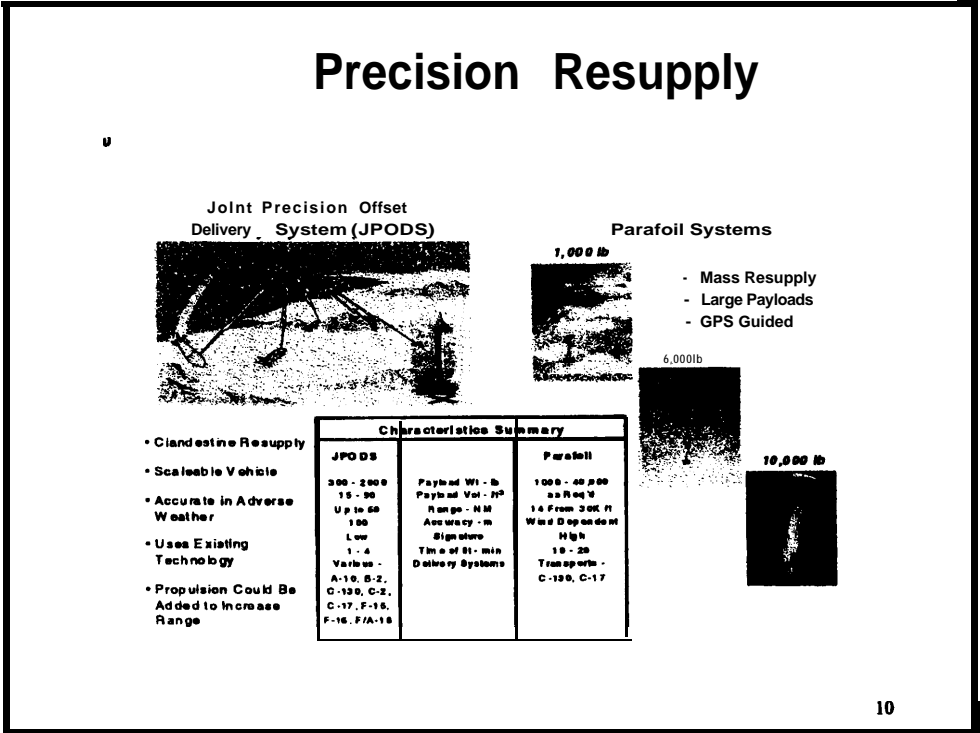 Precision Resupply
JoInt Precision Offset
Delivery System (JPODS)
Parafoil Systems
1,000 lb
- Mass Resupply
- Large Payloads
- GPS Guided
6,000lb
10,000 lb
• Clandestine Resupply
• Scaleable Vehicle
• Accurate in Adverse
Weather
• Uses Existing
Technology
• Propulsion Could Be
Added to Increase
Range
Characteristics Summary
JPODS Parafoil
300 - 2000 Payload Wt - lb 1000 - 40,000
15 - 90 Payload Vol - ft³ as Req'd
Up to Range - NM 14 From 30K ft
100 Accuracy - m Wind Dependent
Low Signature High
1 - 4 Time of flt - min
Various - Delivery Systems Transports -
A-10, B-2, C-130, C-17
C-130, C-2,
C-17, F-15,
F-16, F/A-18
10